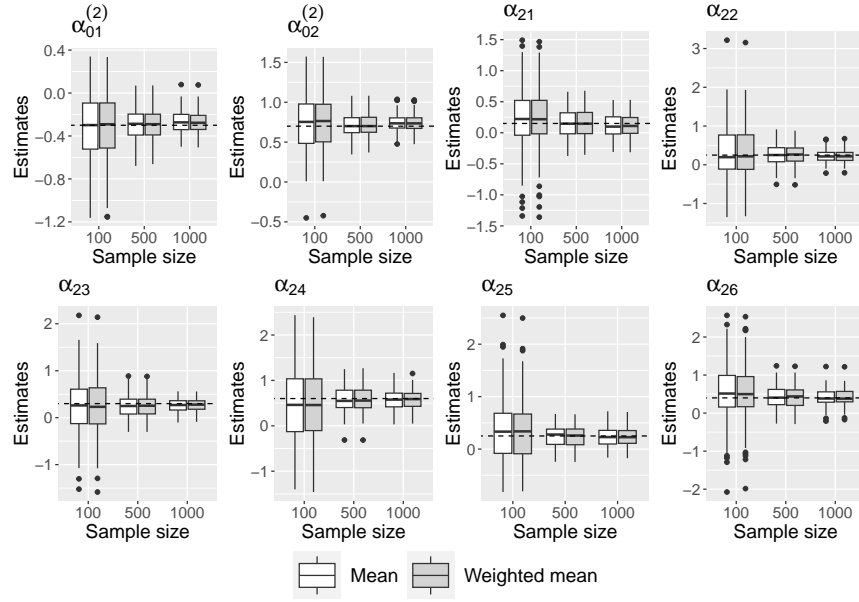 α01(2)
α02(2)
α21
α22
0.4
0.0
−0.4
−0.8
−1.2
Estimates
100
500
1000
Sample size
1.5
1.0
0.5
0.0
−0.5
Estimates
100
500
1000
Sample size
1.5
1.0
0.5
0.0
−0.5
−1.0
−1.5
Estimates
100
500
1000
Sample size
3
2
1
0
−1
Estimates
100
500
1000
Sample size
α23
α24
α25
α26
2
1
0
−1
Estimates
100
500
1000
Sample size
2
1
0
−1
Estimates
100
500
1000
Sample size
2
1
0
Estimates
100
500
1000
Sample size
2
1
0
−1
−2
Estimates
100
500
1000
Sample size
Mean
Weighted mean